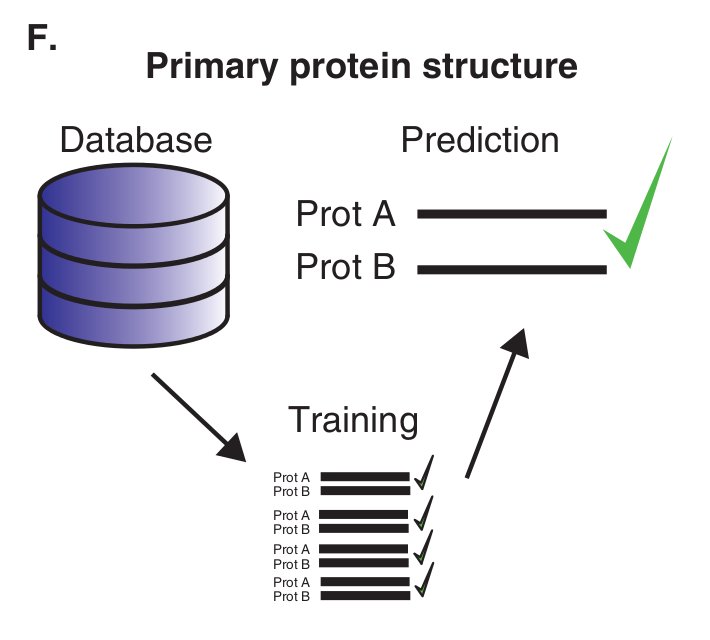 F.
Primary protein structure
Database
Prediction
Prot A
Prot B
Training
Prot A
Prot B
Prot A
Prot B
Prot A
Prot B
Prot A
Prot B